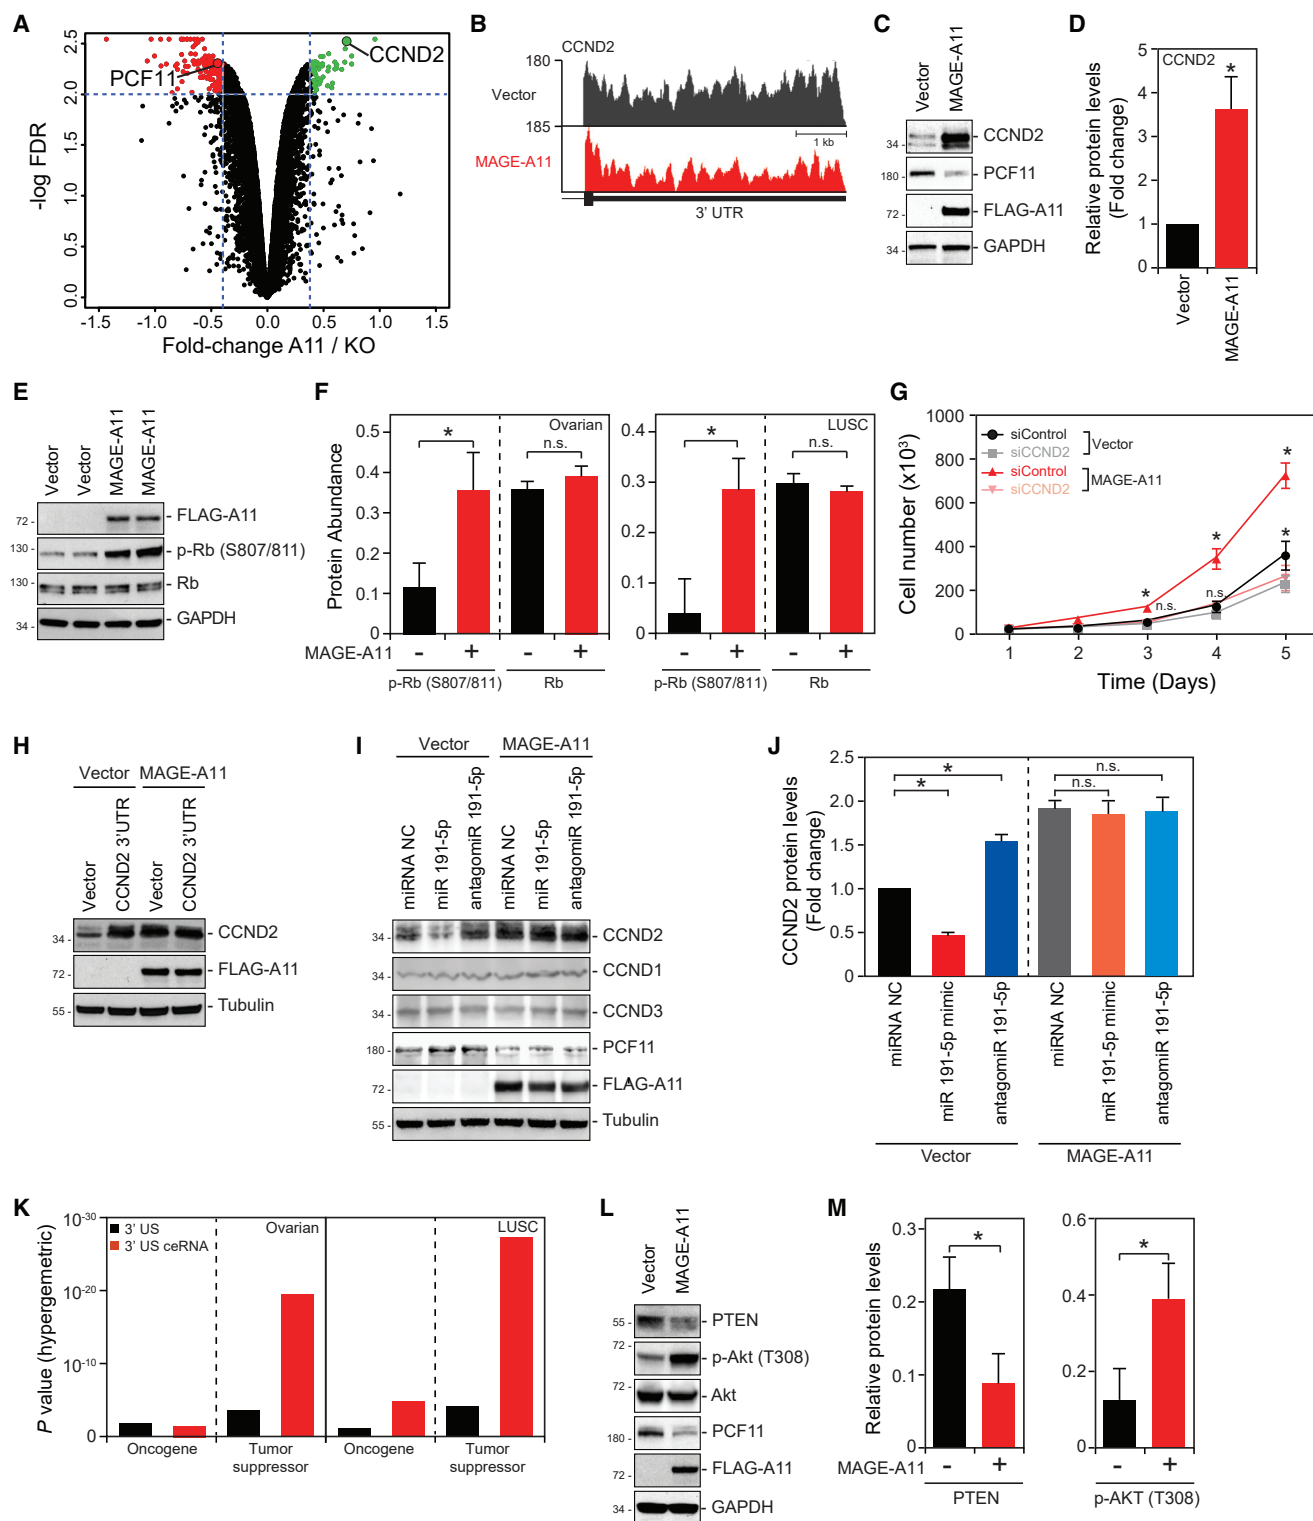 A
2.5
2.0
1.5
1.0
0.5
0.0
-log FDR
PCF11
CCND2
-1.5 -1.0 -0.5 0.0 0.5 1.0 1.5
Fold-change A11 / KO
B
CCND2
180
Vector
185
1 kb
MAGE-A11
3' UTR
C
Vector
MAGE-A11
34 - - CCND2
180 - - PCF11
72 - - FLAG-A11
34 - - GAPDH
D
CCND2
Relative protein levels
(Fold change)
5
4
3
2
1
0
*
Vector
MAGE-A11
E
Vector
Vector
MAGE-A11
MAGE-A11
72 - - FLAG-A11
130 - - p-Rb (S807/811)
130 - - Rb
34 - - GAPDH
F
Protein Abundance
0.5
0.4
0.3
0.2
0.1
0
Ovarian
* n.s.
0.4
0.3
0.2
0.1
0
LUSC
* n.s.
MAGE-A11 - + - + - + - +
p-Rb (S807/811) Rb p-Rb (S807/811) Rb
G
Cell number (x10³)
1000
800
600
400
200
0
siControl
siCCND2
Vector
siControl
siCCND2
MAGE-A11
*
*
*
*
n.s.
n.s.
1 2 3 4 5
Time (Days)
H
Vector MAGE-A11
Vector
CCND2 3'UTR
Vector
CCND2 3'UTR
34 - - CCND2
72 - - FLAG-A11
55 - - Tubulin
I
Vector MAGE-A11
miRNA NC
miR 191-5p
antagomiR 191-5p
miRNA NC
miR 191-5p
antagomiR 191-5p
34 - - CCND2
34 - - CCND1
34 - - CCND3
180 - - PCF11
72 - - FLAG-A11
55 - - Tubulin
J
CCND2 protein levels
(Fold change)
2.5
2.0
1.5
1.0
0.5
0
*
*
n.s.
n.s.
miRNA NC
miR 191-5p mimic
antagomiR 191-5p
miRNA NC
miR 191-5p mimic
antagomiR 191-5p
Vector MAGE-A11
K
P value (hypergemetric)
10-30
10-20
10-10
0
3' US
3' US ceRNA
Ovarian
LUSC
Oncogene Tumor Oncogene Tumor
suppressor suppressor
L
Vector
MAGE-A11
55 - - PTEN
72 - - p-Akt (T308)
72 - - Akt
180 - - PCF11
72 - - FLAG-A11
34 - - GAPDH
M
Relative protein levels
0.3
0.2
0.1
0
*
0.6
0.4
0.2
0
*
MAGE-A11 - + - +
PTEN p-AKT (T308)